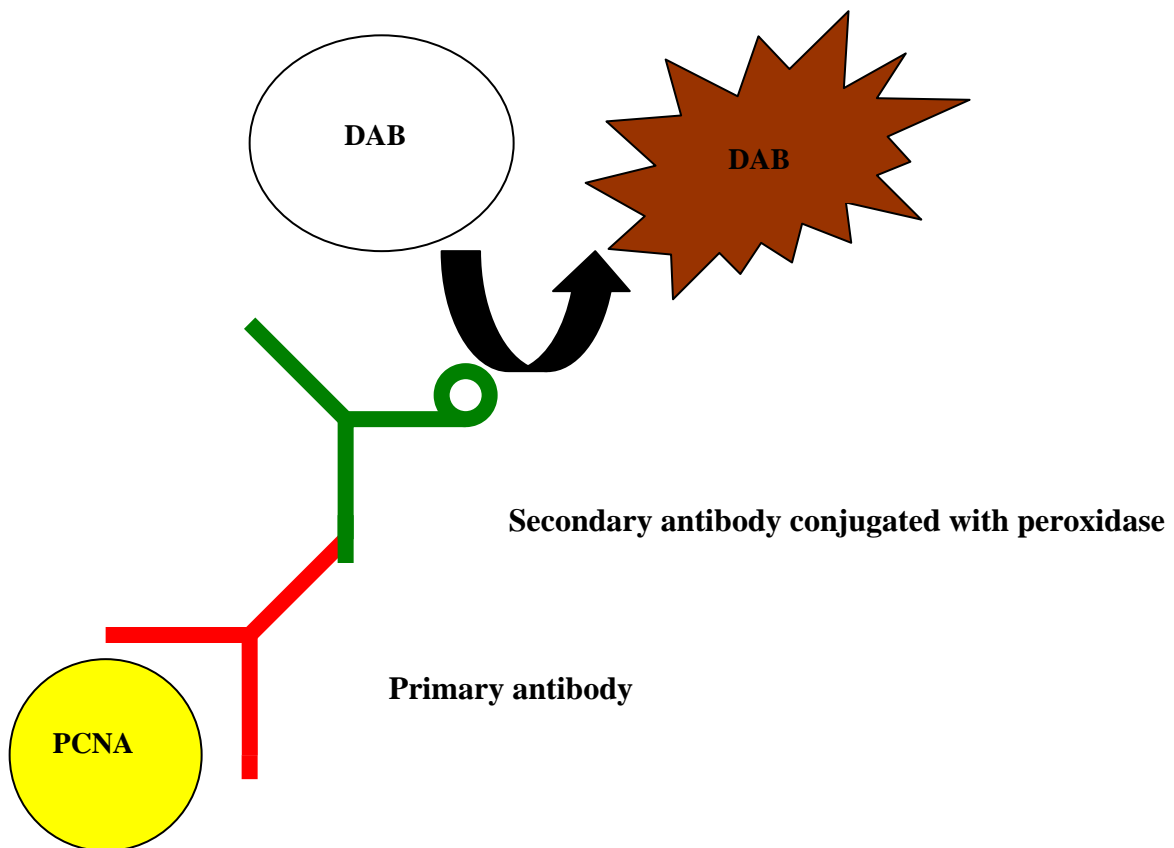 DAB
DAB
Secondary antibody conjugated with peroxidase
Primary antibody
PCNA